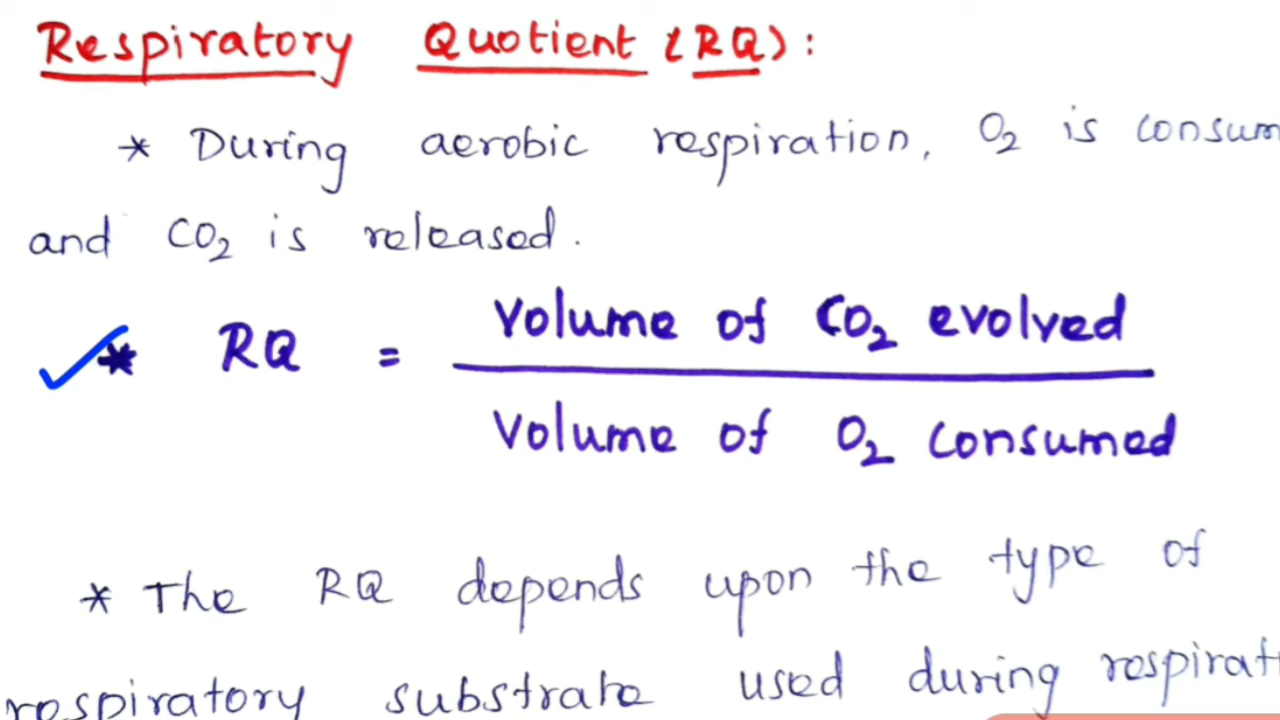 Respiratory Quotient (RQ) :
* During aerobic respiration, O2 is consum
and CO2 is released.
* RQ = Volume of CO2 evolved
Volume of O2 consumed
* The RQ depends upon the type of
respiratory substrate used during respirati